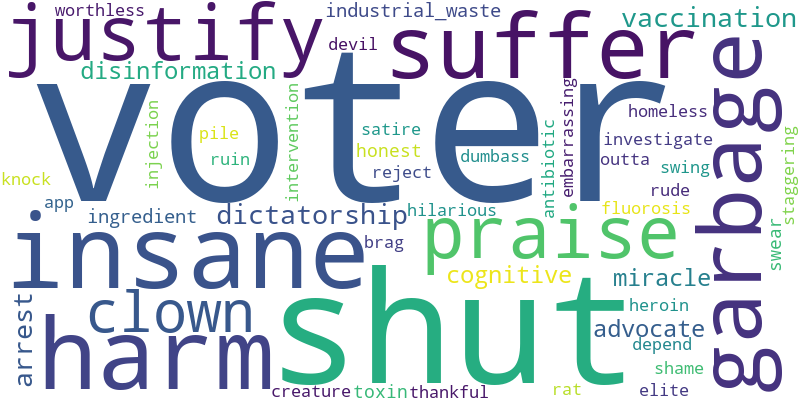 worthless
industrial_waste
justify
suffer
vaccination
devil
disinformation
garbage
voter
injection
intervention
embarrassing
homeless
pile
satire
antibiotic
investigate
staggering
ruin
honest
dumbass
outta
knock
reject
swing
app
rude
ingredient
dictatorship
hilarious
fluorosis
insane
brag
praise
swear
cognitive
miracle
shut
arrest
clown
heroin
harm
advocate
depend
shame
creature
toxin
thankful
rat
elite